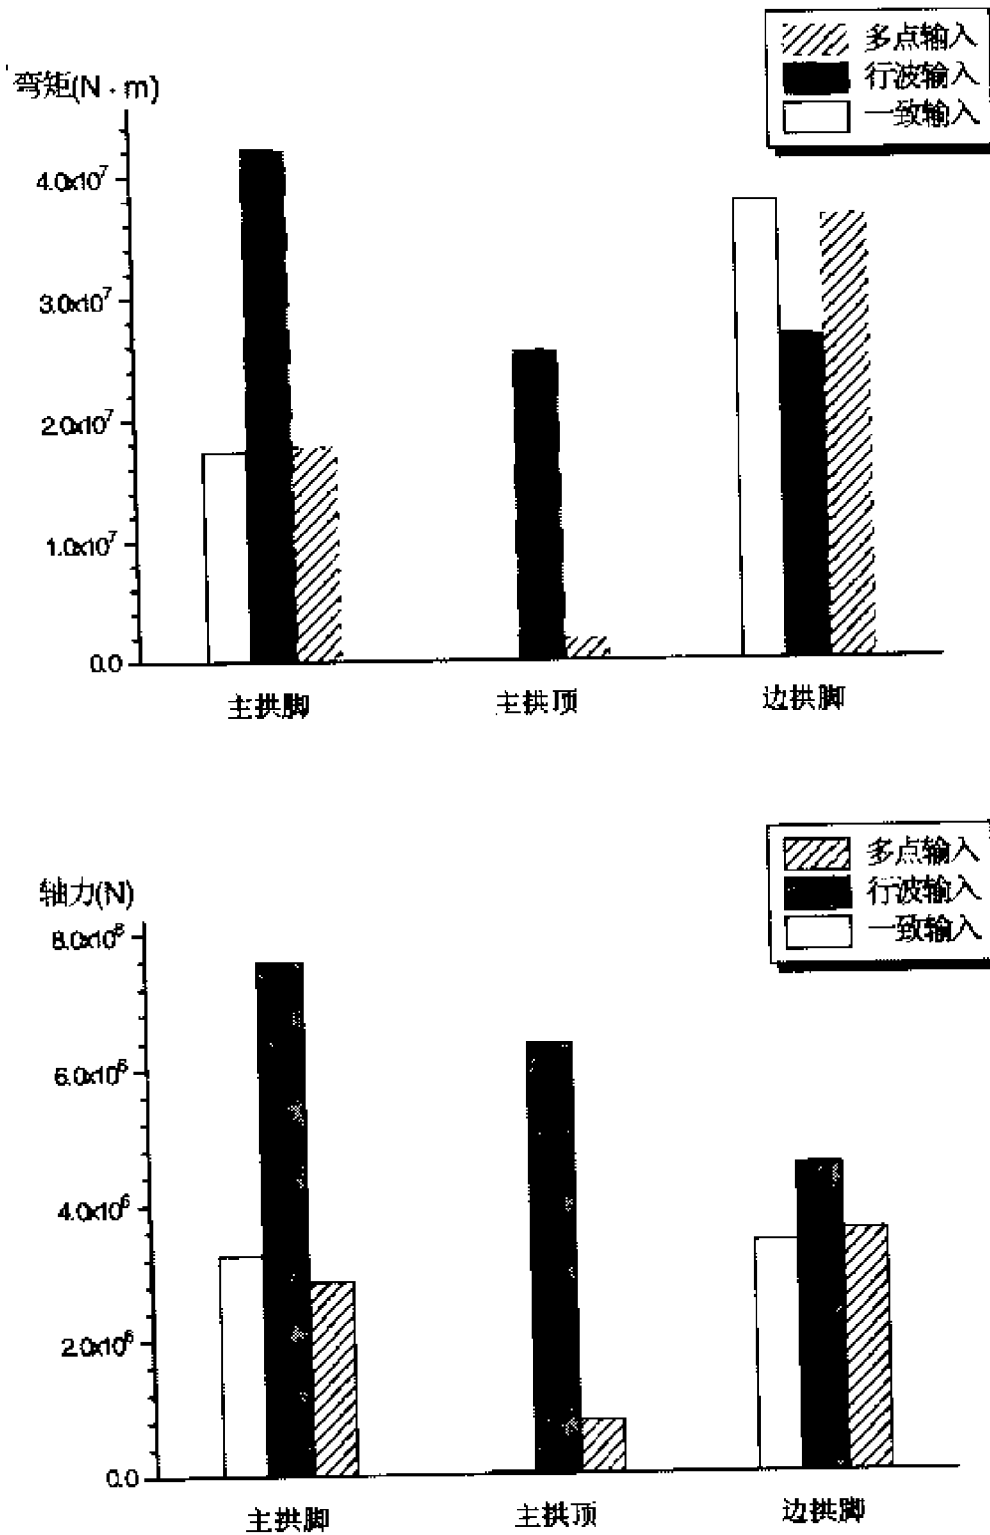 多点输入
行波输入
一致输入
弯矩(N·m)
4.0x10⁷
3.0x10⁷
2.0x10⁷
1.0x10⁷
0.0
主拱脚 主拱顶 边拱脚
多点输入
行波输入
一致输入
轴力(N)
8.0x10⁶
6.0x10⁶
4.0x10⁶
2.0x10⁶
0.0
主拱脚 主拱顶 边拱脚